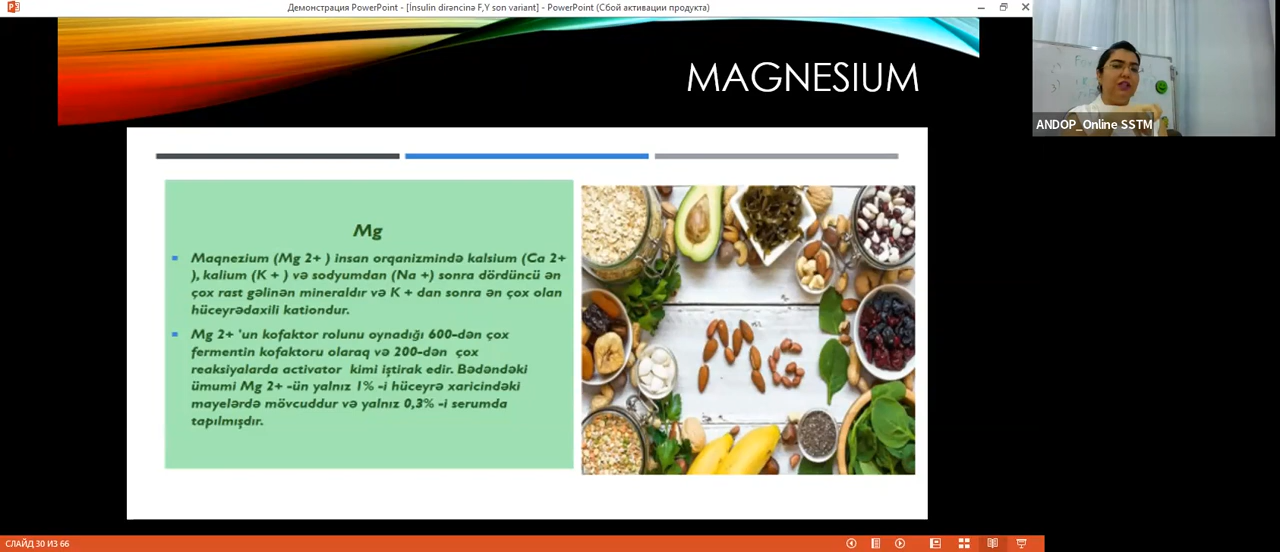 Демонстрация PowerPoint - [Insulin dirəncinə F,Y son variant] - PowerPoint (Сбой активации продукта)
MAGNESIUM
ANDOP_Online SSTM
Mg
Maqnezium (Mg 2+ ) insan orqanizmində kalsium (Ca 2+
), kalium (K + ) və sodyumdan (Na +) sonra dördüncü ən
çox rast gəlinən mineraldır və K + dan sonra ən çox olan
hüceyrədaxili kationdur.
Mg 2+ 'un kofaktor rolunu oynadığı 600-dən çox
fermentin kofaktoru olaraq və 200-dən çox
reaksiyalarda activator kimi iştirak edir. Bədəndəki
ümumi Mg 2+ -ün yalnız 1% -i hüceyrə xaricindəki
mayelərdə mövcuddur və yalnız 0,3% -i serumda
tapılmışdır.
MG
СЛАЙД 30 ИЗ 66